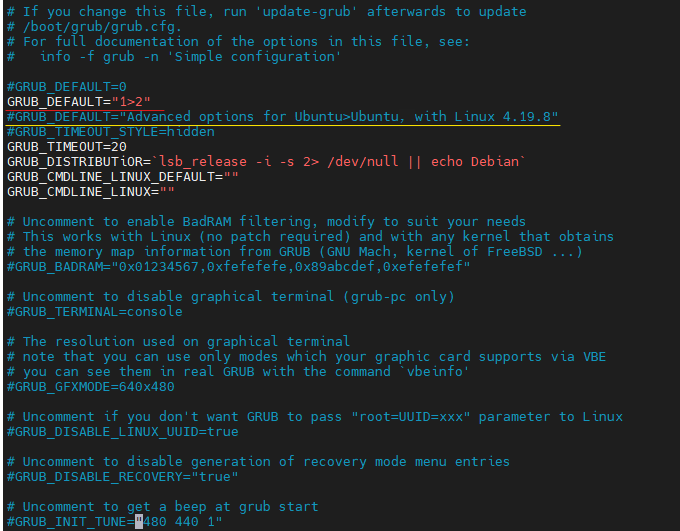 # If you change this file, run 'update-grub' afterwards to update
# /boot/grub/grub.cfg.
# For full documentation of the options in this file, see:
#   info -f grub -n 'Simple configuration'

#GRUB_DEFAULT=0
GRUB_DEFAULT="1>2"
#GRUB_DEFAULT="Advanced options for Ubuntu>Ubuntu, with Linux 4.19.8"
#GRUB_TIMEOUT_STYLE=hidden
GRUB_TIMEOUT=20
GRUB_DISTRIBUTiOR=`lsb_release -i -s 2> /dev/null || echo Debian`
GRUB_CMDLINE_LINUX_DEFAULT=""
GRUB_CMDLINE_LINUX=""

# Uncomment to enable BadRAM filtering, modify to suit your needs
# This works with Linux (no patch required) and with any kernel that obtains
# the memory map information from GRUB (GNU Mach, kernel of FreeBSD ...)
#GRUB_BADRAM="0x01234567,0xfefefefe,0x89abcdef,0xefefefef"

# Uncomment to disable graphical terminal (grub-pc only)
#GRUB_TERMINAL=console

# The resolution used on graphical terminal
# note that you can use only modes which your graphic card supports via VBE
# you can see them in real GRUB with the command `vbeinfo'
#GRUB_GFXMODE=640x480

# Uncomment if you don't want GRUB to pass "root=UUID=xxx" parameter to Linux
#GRUB_DISABLE_LINUX_UUID=true

# Uncomment to disable generation of recovery mode menu entries
#GRUB_DISABLE_RECOVERY="true"

# Uncomment to get a beep at grub start
#GRUB_INIT_TUNE="480 440 1"